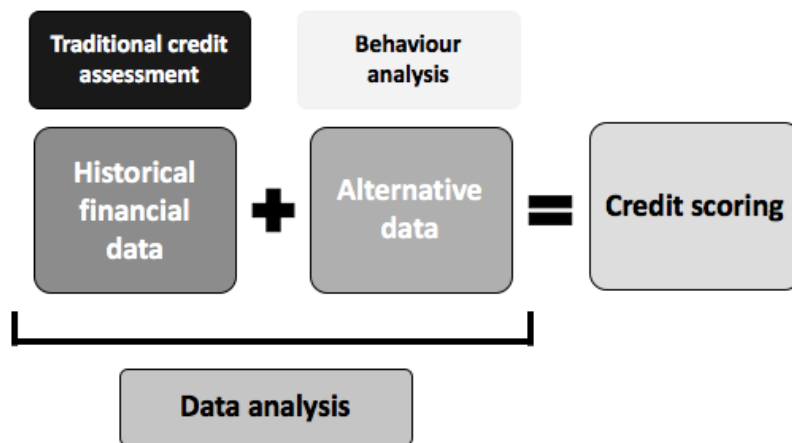 Traditional credit
assessment
Behaviour
analysis
Historical
financial
data
+
Alternative
data
=
Credit scoring
Data analysis